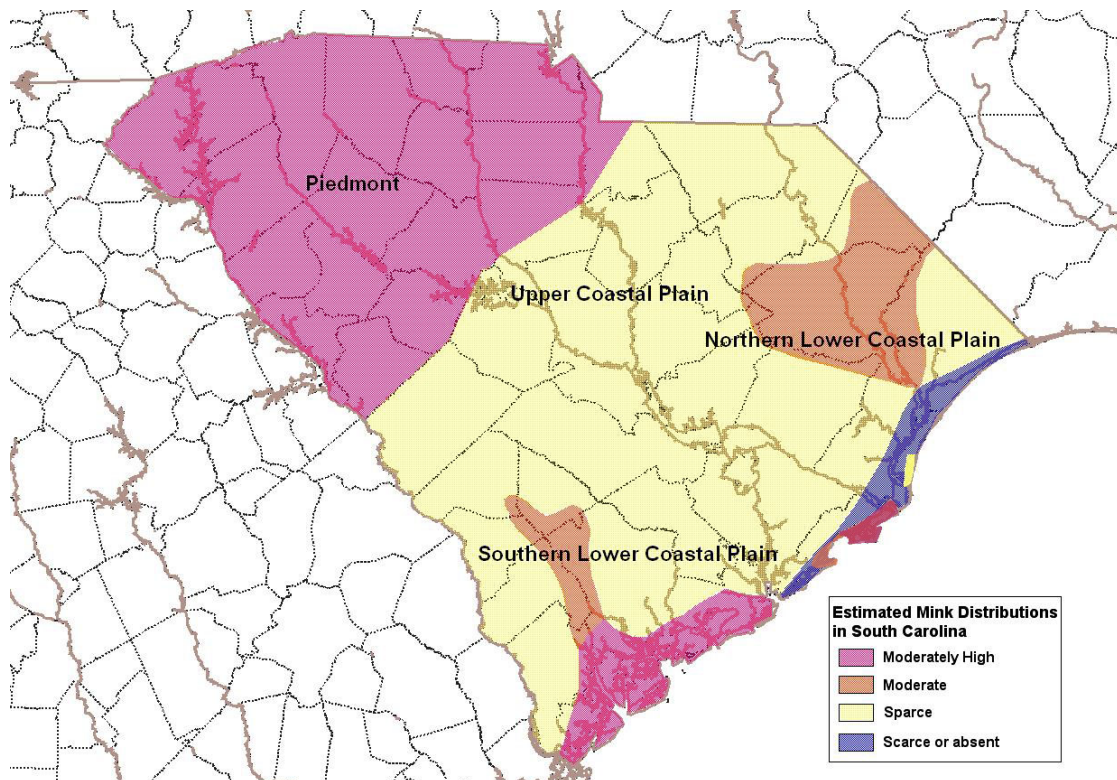 Piedmont
Upper Coastal Plain
Northern Lower Coastal Plain
Southern Lower Coastal Plain
Estimated Mink Distributions
in South Carolina
Moderately High
Moderate
Sparce
Scarce or absent